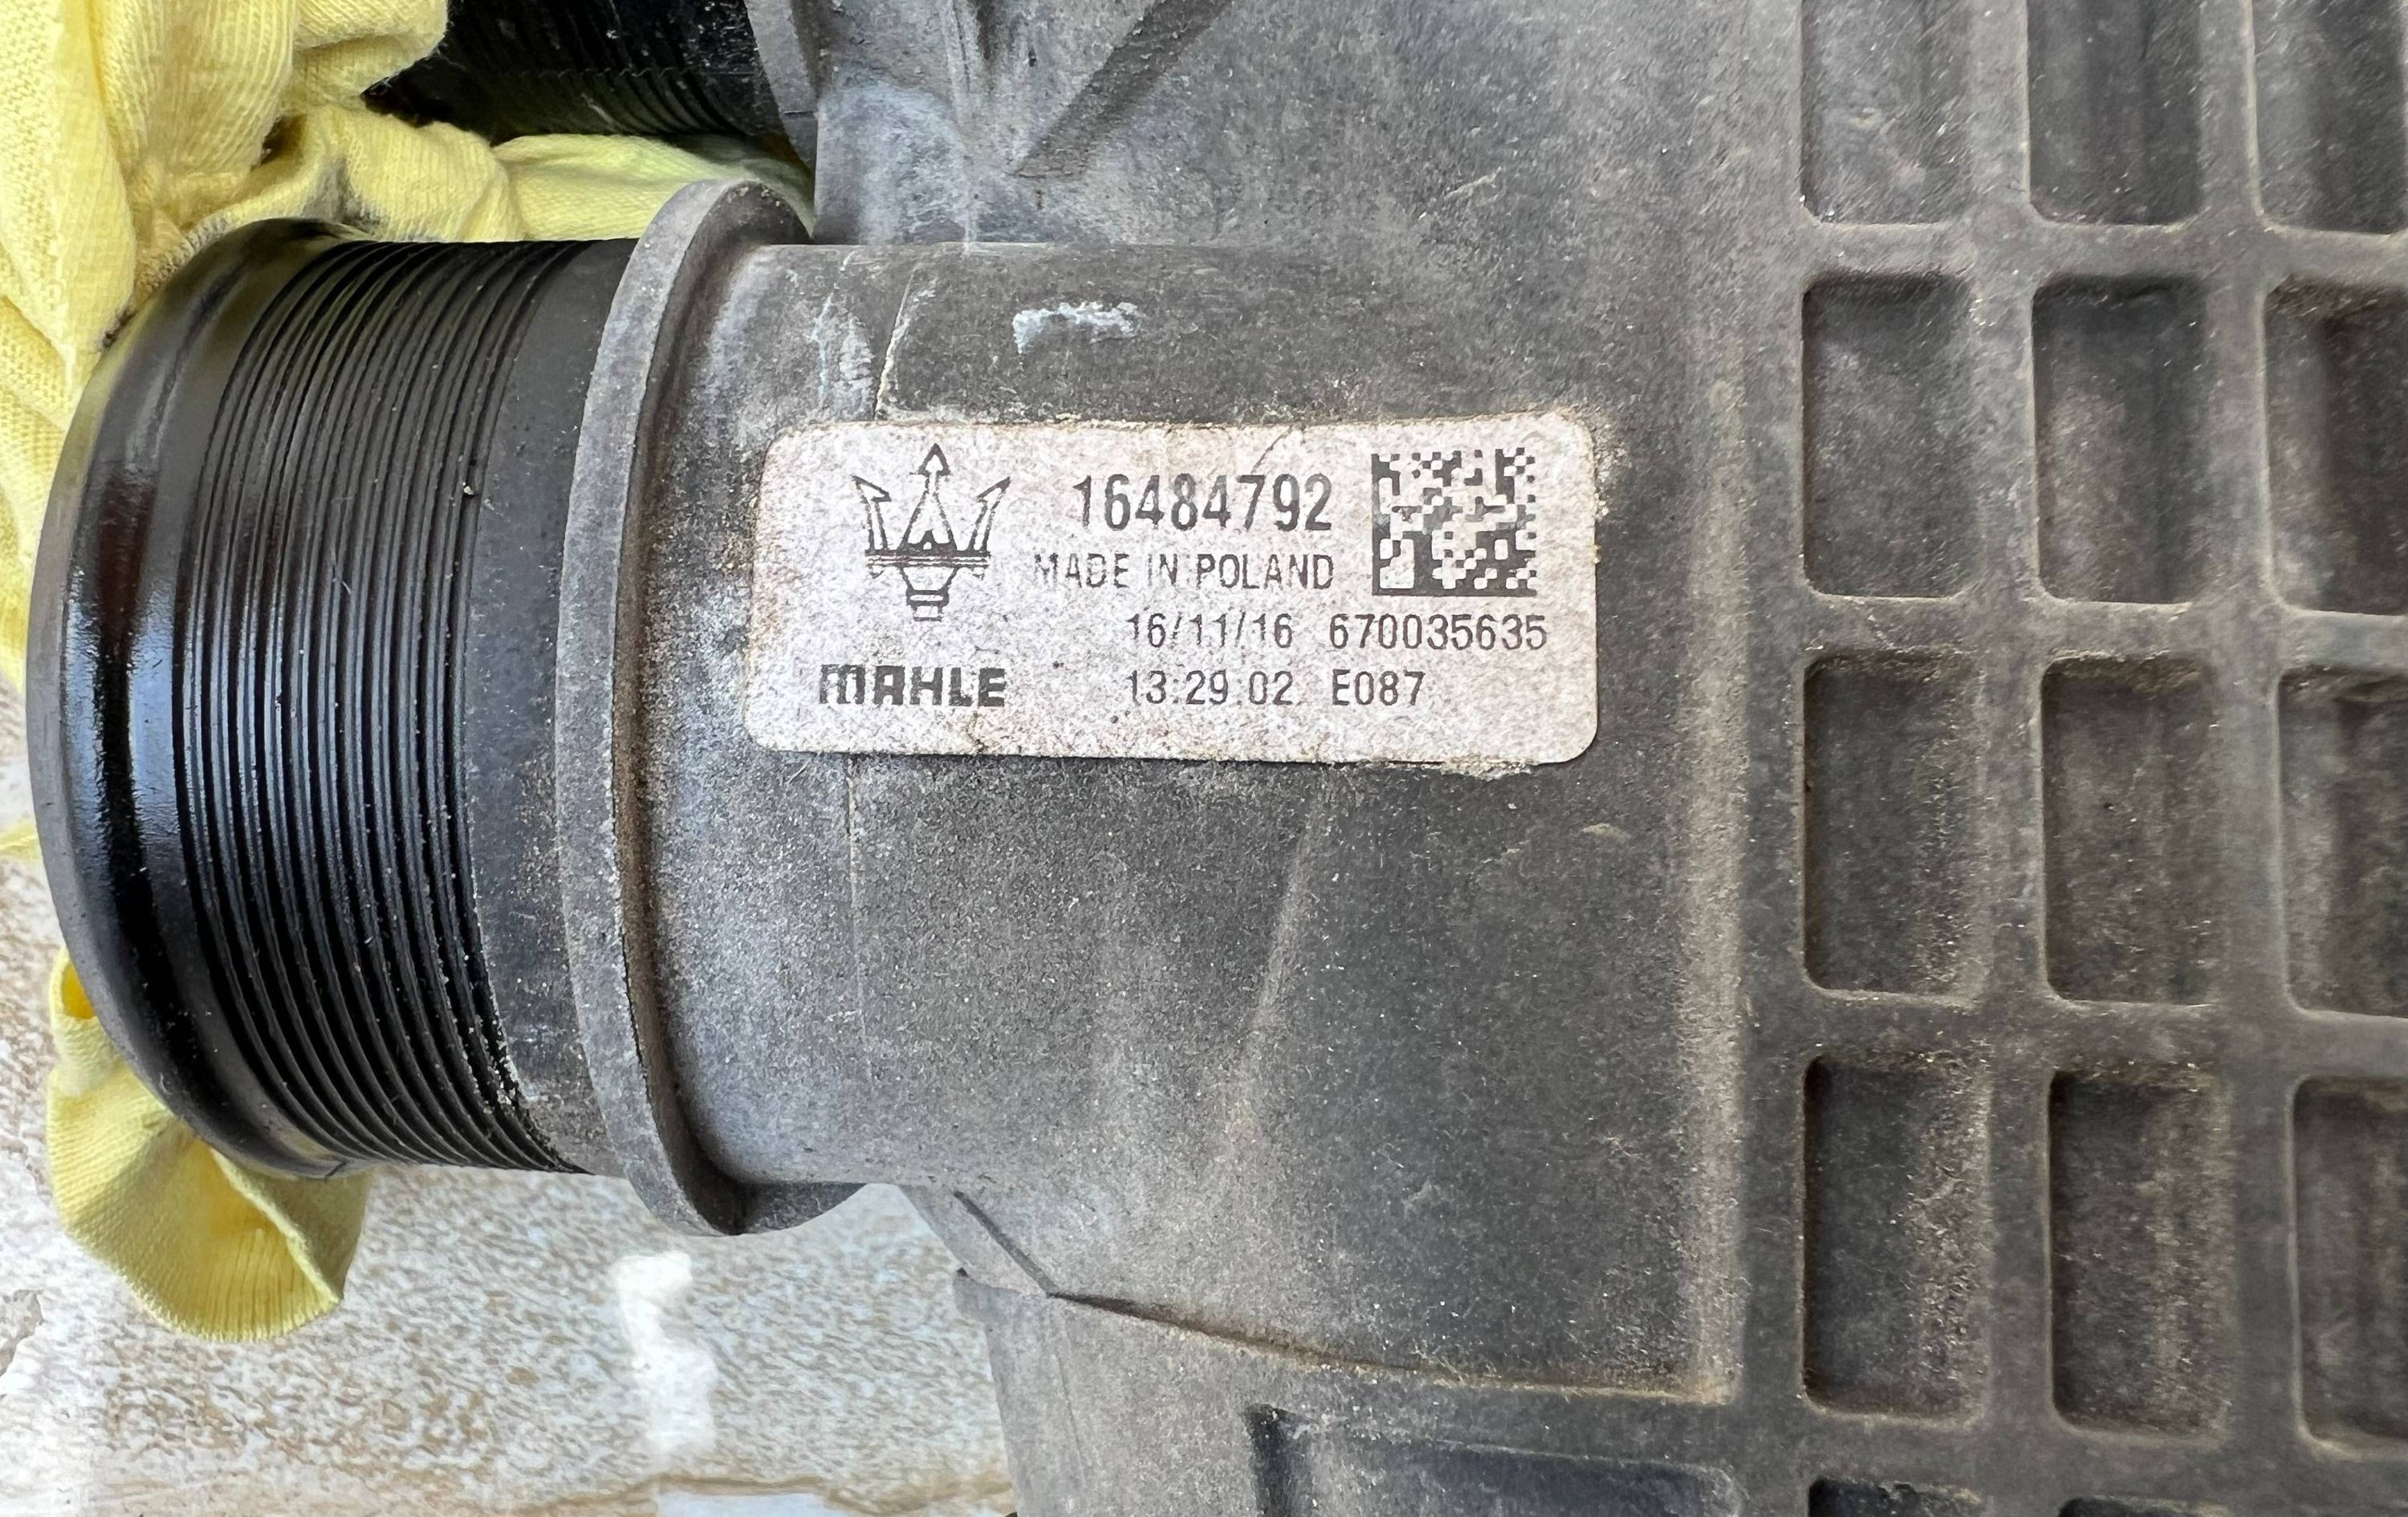 16484792
MADE IN POLAND
16/11/16 670035635
MAHLE 13:29:02 E087